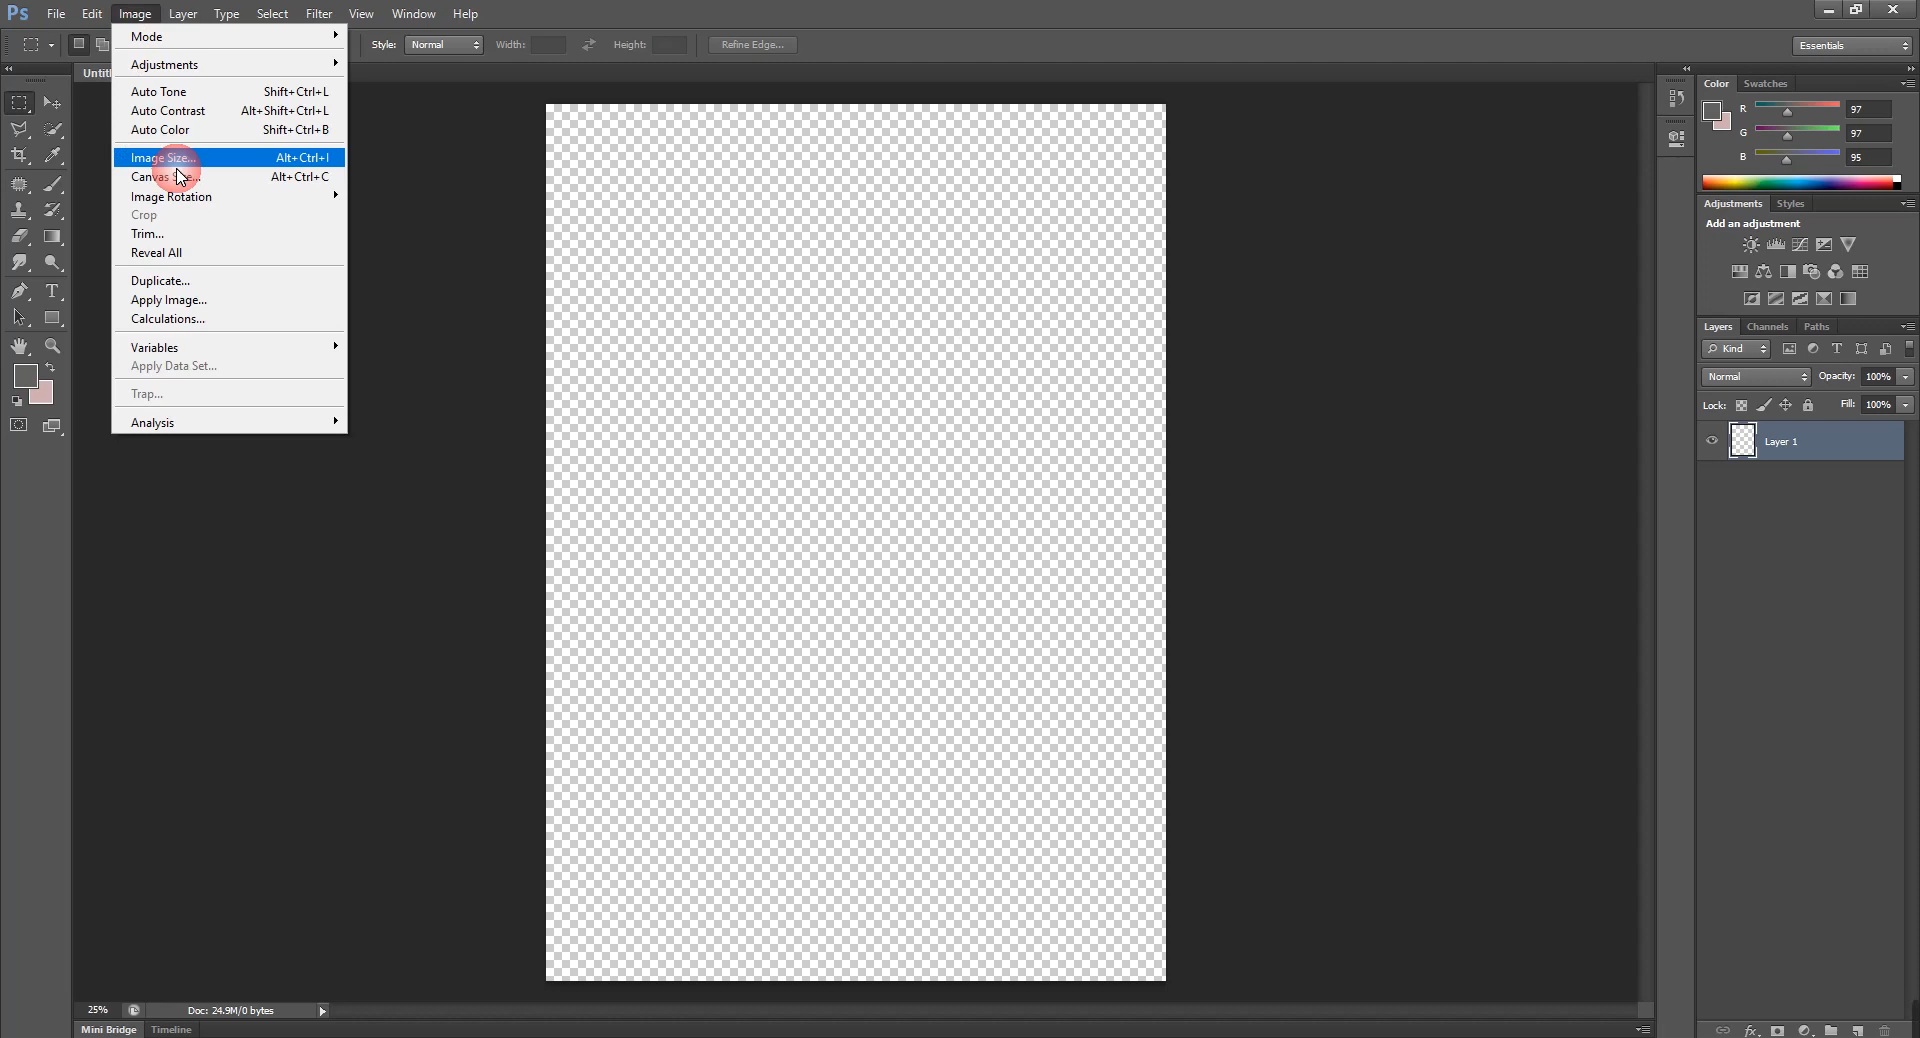 Ps File Edit Image Layer Type Select Filter View Window Help
Style: Normal Width: Height: Refine Edge... Essentials
Mode
Adjustments
Auto Tone Shift+Ctrl+L
Auto Contrast Alt+Shift+Ctrl+L
Auto Color Shift+Ctrl+B
Image Size... Alt+Ctrl+I
Canvas Size... Alt+Ctrl+C
Image Rotation
Crop
Trim...
Reveal All
Duplicate...
Apply Image...
Calculations...
Variables
Apply Data Set...
Trap...
Analysis
Color Swatches
R 97
G 97
B 95
Adjustments Styles
Add an adjustment
Layers Channels Paths
Kind
Normal Opacity: 100%
Lock: Fill: 100%
Layer 1
25% Doc: 24.9M/0 bytes
Mini Bridge Timeline